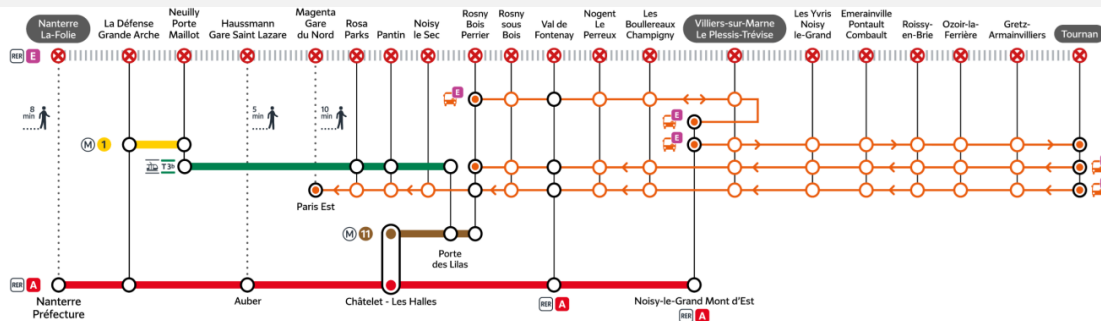 Nanterre
La-Folie
La Défense
Grande Arche
Neuilly
Porte
Maillot
Haussmann
Gare Saint Lazare
Magenta
Gare
du Nord
Rosa
Parks
Pantin
Noisy
le Sec
Rosny
Bois
Perrier
Rosny
sous
Bois
Val de
Fontenay
Nogent
Le
Perreux
Les
Boullereaux
Champigny
Villiers-sur-Marne
Le Plessis-Trévise
Les Yvris
Noisy
le-Grand
Emerainville
Pontault
Combault
Roissy-
en-Brie
Ozoir-la-
Ferrière
Gretz-
Armainvilliers
Tournan
RER E
E
8
min
5
min
10
min
E
M 1
E
T3b
Paris Est
M 11
Porte
des Lilas
RER A
Nanterre
Préfecture
Auber
Châtelet - Les Halles
RER A
Noisy-le-Grand Mont d'Est
RER A